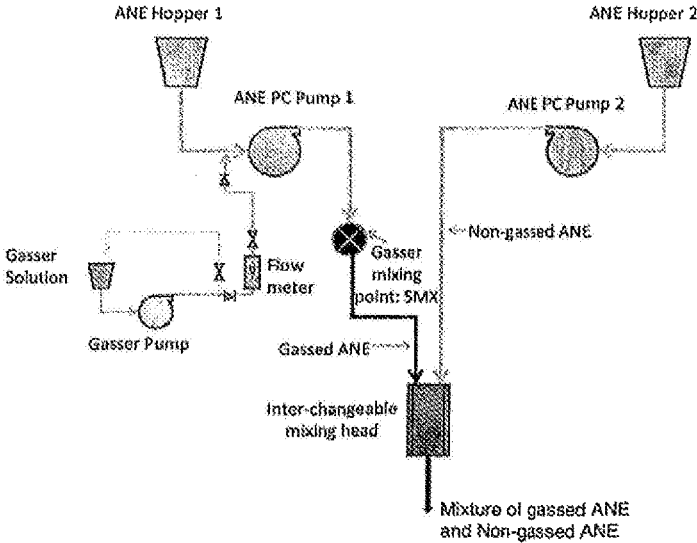 ANE Hopper 1
ANE Hopper 2
ANE PC Pump 1
ANE PC Pump 2
Non-gassed ANE
Gasser
mixing
point: SMX
Gasser
Solution
Flow
meter
Gasser Pump
Gassed ANE
Inter-changeable
mixing head
Mixture of gassed ANE
and Non-gassed ANE